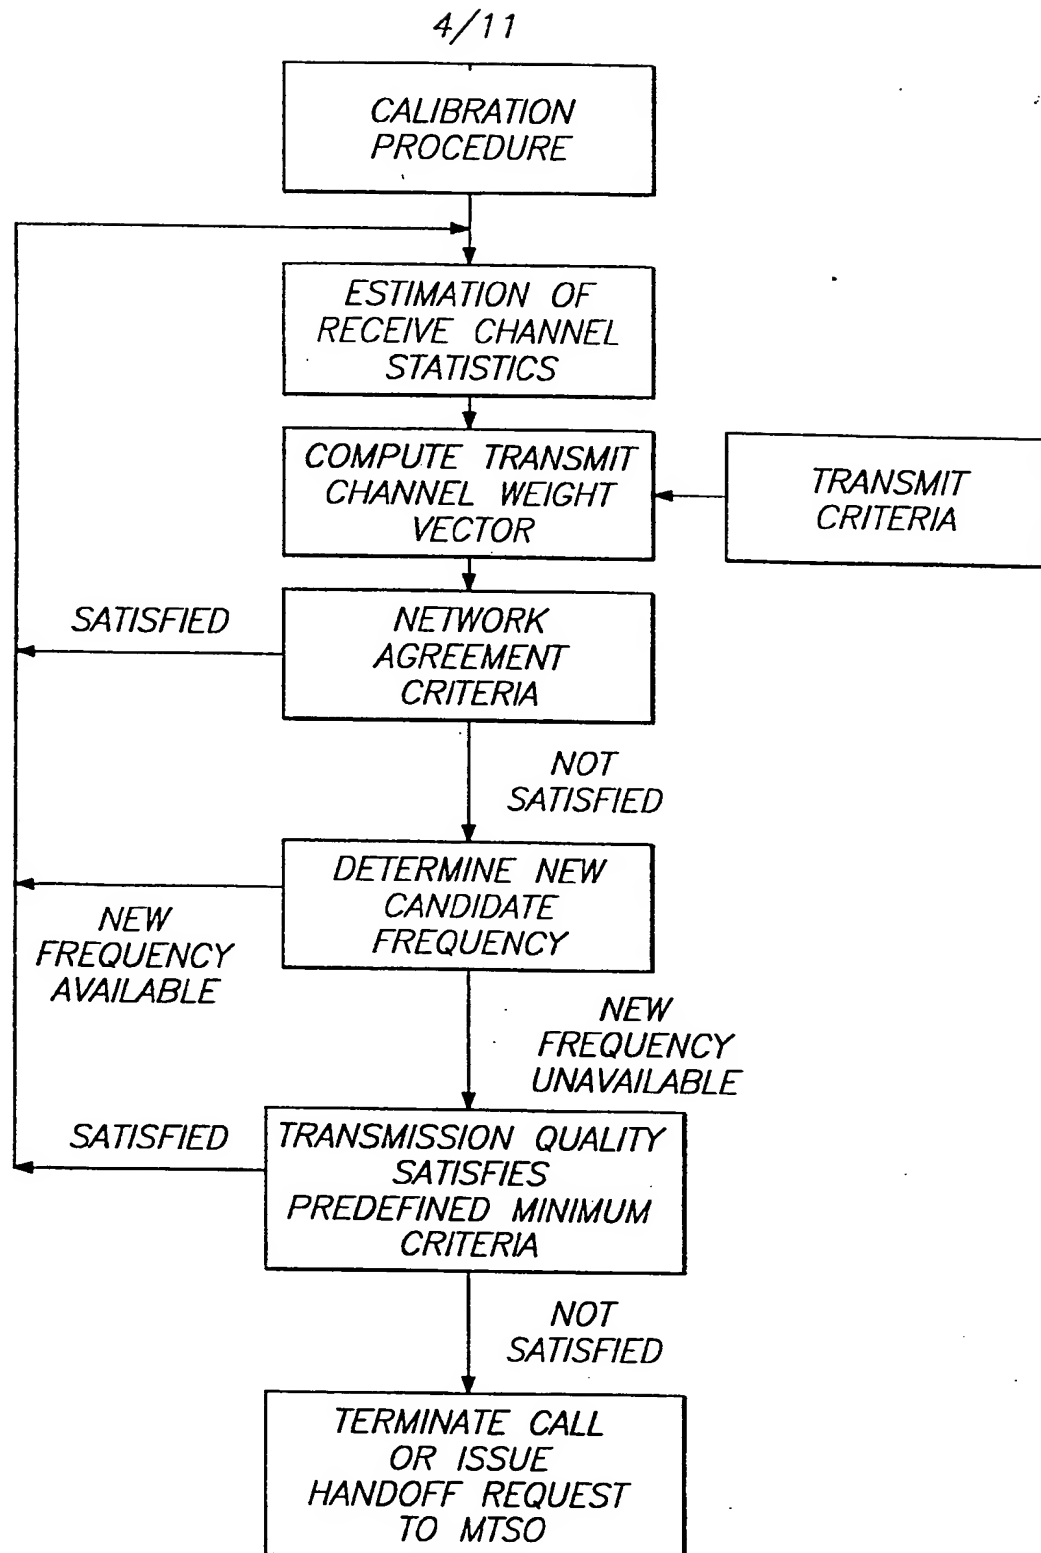 4/11
CALIBRATION
PROCEDURE
ESTIMATION OF
RECEIVE CHANNEL
STATISTICS
COMPUTE TRANSMIT
CHANNEL WEIGHT
VECTOR
TRANSMIT
CRITERIA
SATISFIED
NETWORK
AGREEMENT
CRITERIA
NOT
SATISFIED
DETERMINE NEW
CANDIDATE
FREQUENCY
NEW
FREQUENCY
AVAILABLE
NEW
FREQUENCY
UNAVAILABLE
SATISFIED
TRANSMISSION QUALITY
SATISFIES
PREDEFINED MINIMUM
CRITERIA
NOT
SATISFIED
TERMINATE CALL
OR ISSUE
HANDOFF REQUEST
TO MTSO